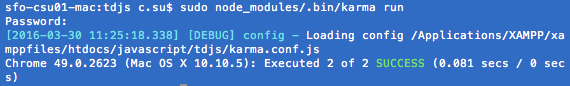 sfo-csu01-mac:tdjs c.su$ sudo node_modules/.bin/karma run
Password:
[2016-03-30 11:25:18.338] [DEBUG] config - Loading config /Applications/XAMPP/xa
mppfiles/htdocs/javascript/tdjs/karma.conf.js
Chrome 49.0.2623 (Mac OS X 10.10.5): Executed 2 of 2 SUCCESS (0.081 secs / 0 sec
s)